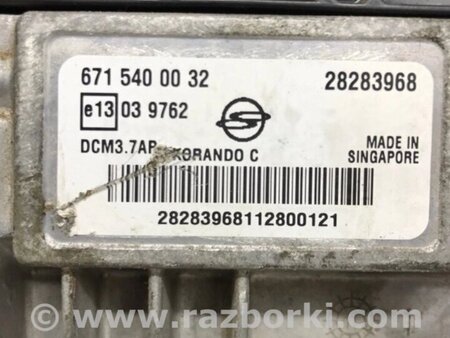 671 540 00 32 28283968
e13 03 9762
DCM3.7AP KORANDO C MADE IN
SINGAPORE
28283968112800121
© www.razborki.com